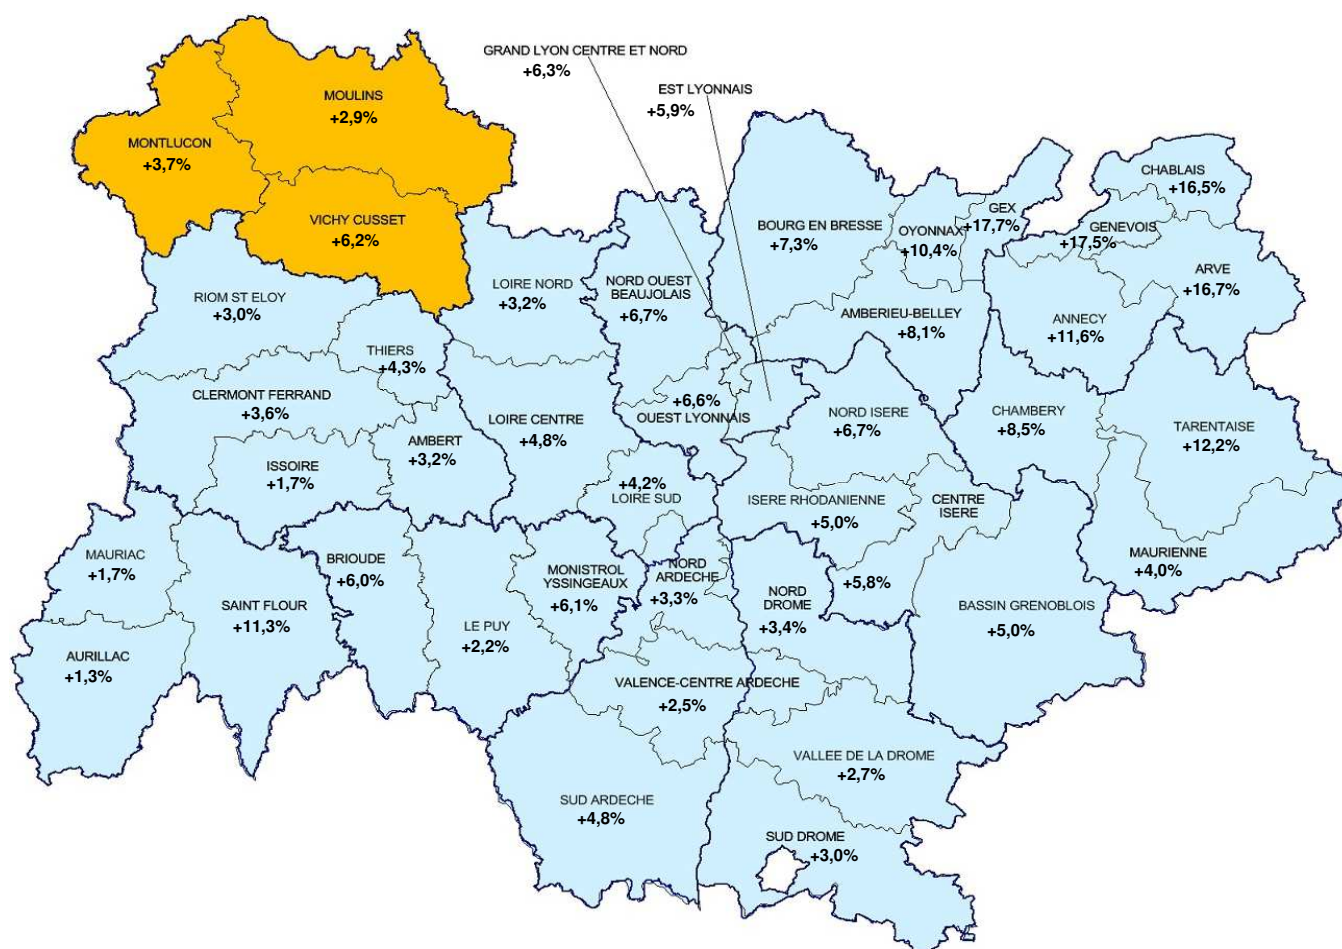 GRAND LYON CENTRE ET NORD
+6,3%
EST LYONNAIS
+5,9%
MOULINS
+2,9%
MONTLUCON
+3,7%
VICHY CUSSET
+6,2%
CHABLAIS
+16,5%
GEX
+17,7%
GENEVOIS
+17,5%
BOURG EN BRESSE
+7,3%
OYONNAX
+10,4%
ARVE
+16,7%
LOIRE NORD
+3,2%
NORD OUEST
BEAUJOLAIS
+6,7%
RIOM ST ELOY
+3,0%
AMBERIEU-BELLEY
+8,1%
ANNECY
+11,6%
THIERS
+4,3%
CLERMONT FERRAND
+3,6%
+6,6%
OUEST LYONNAIS
LOIRE CENTRE
+4,8%
NORD ISERE
+6,7%
CHAMBERY
+8,5%
TARENTAISE
+12,2%
AMBERT
+3,2%
ISSOIRE
+1,7%
+4,2%
LOIRE SUD
ISERE RHODANIENNE
+5,0%
CENTRE
ISERE
+5,8%
MAURIAC
+1,7%
BRIOUDE
+6,0%
MONISTROL
YSSINGEAUX
+6,1%
NORD
ARDECHE
+3,3%
MAURIENNE
+4,0%
NORD
DROME
+3,4%
SAINT FLOUR
+11,3%
BASSIN GRENOBLOIS
+5,0%
LE PUY
+2,2%
AURILLAC
+1,3%
VALENCE-CENTRE ARDECHE
+2,5%
VALLEE DE LA DROME
+2,7%
SUD ARDECHE
+4,8%
SUD DROME
+3,0%